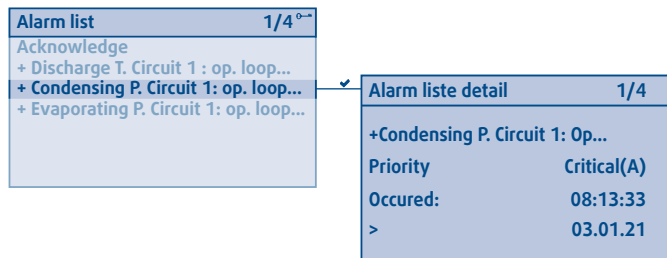 Alarm list 1/4
Acknowledge
+ Discharge T. Circuit 1 : op. loop...
+ Condensing P. Circuit 1: op. loop...
+ Evaporating P. Circuit 1: op. loop...
Alarm liste detail 1/4
+Condensing P. Circuit 1: Op...
Priority Critical(A)
Occured: 08:13:33
> 03.01.21